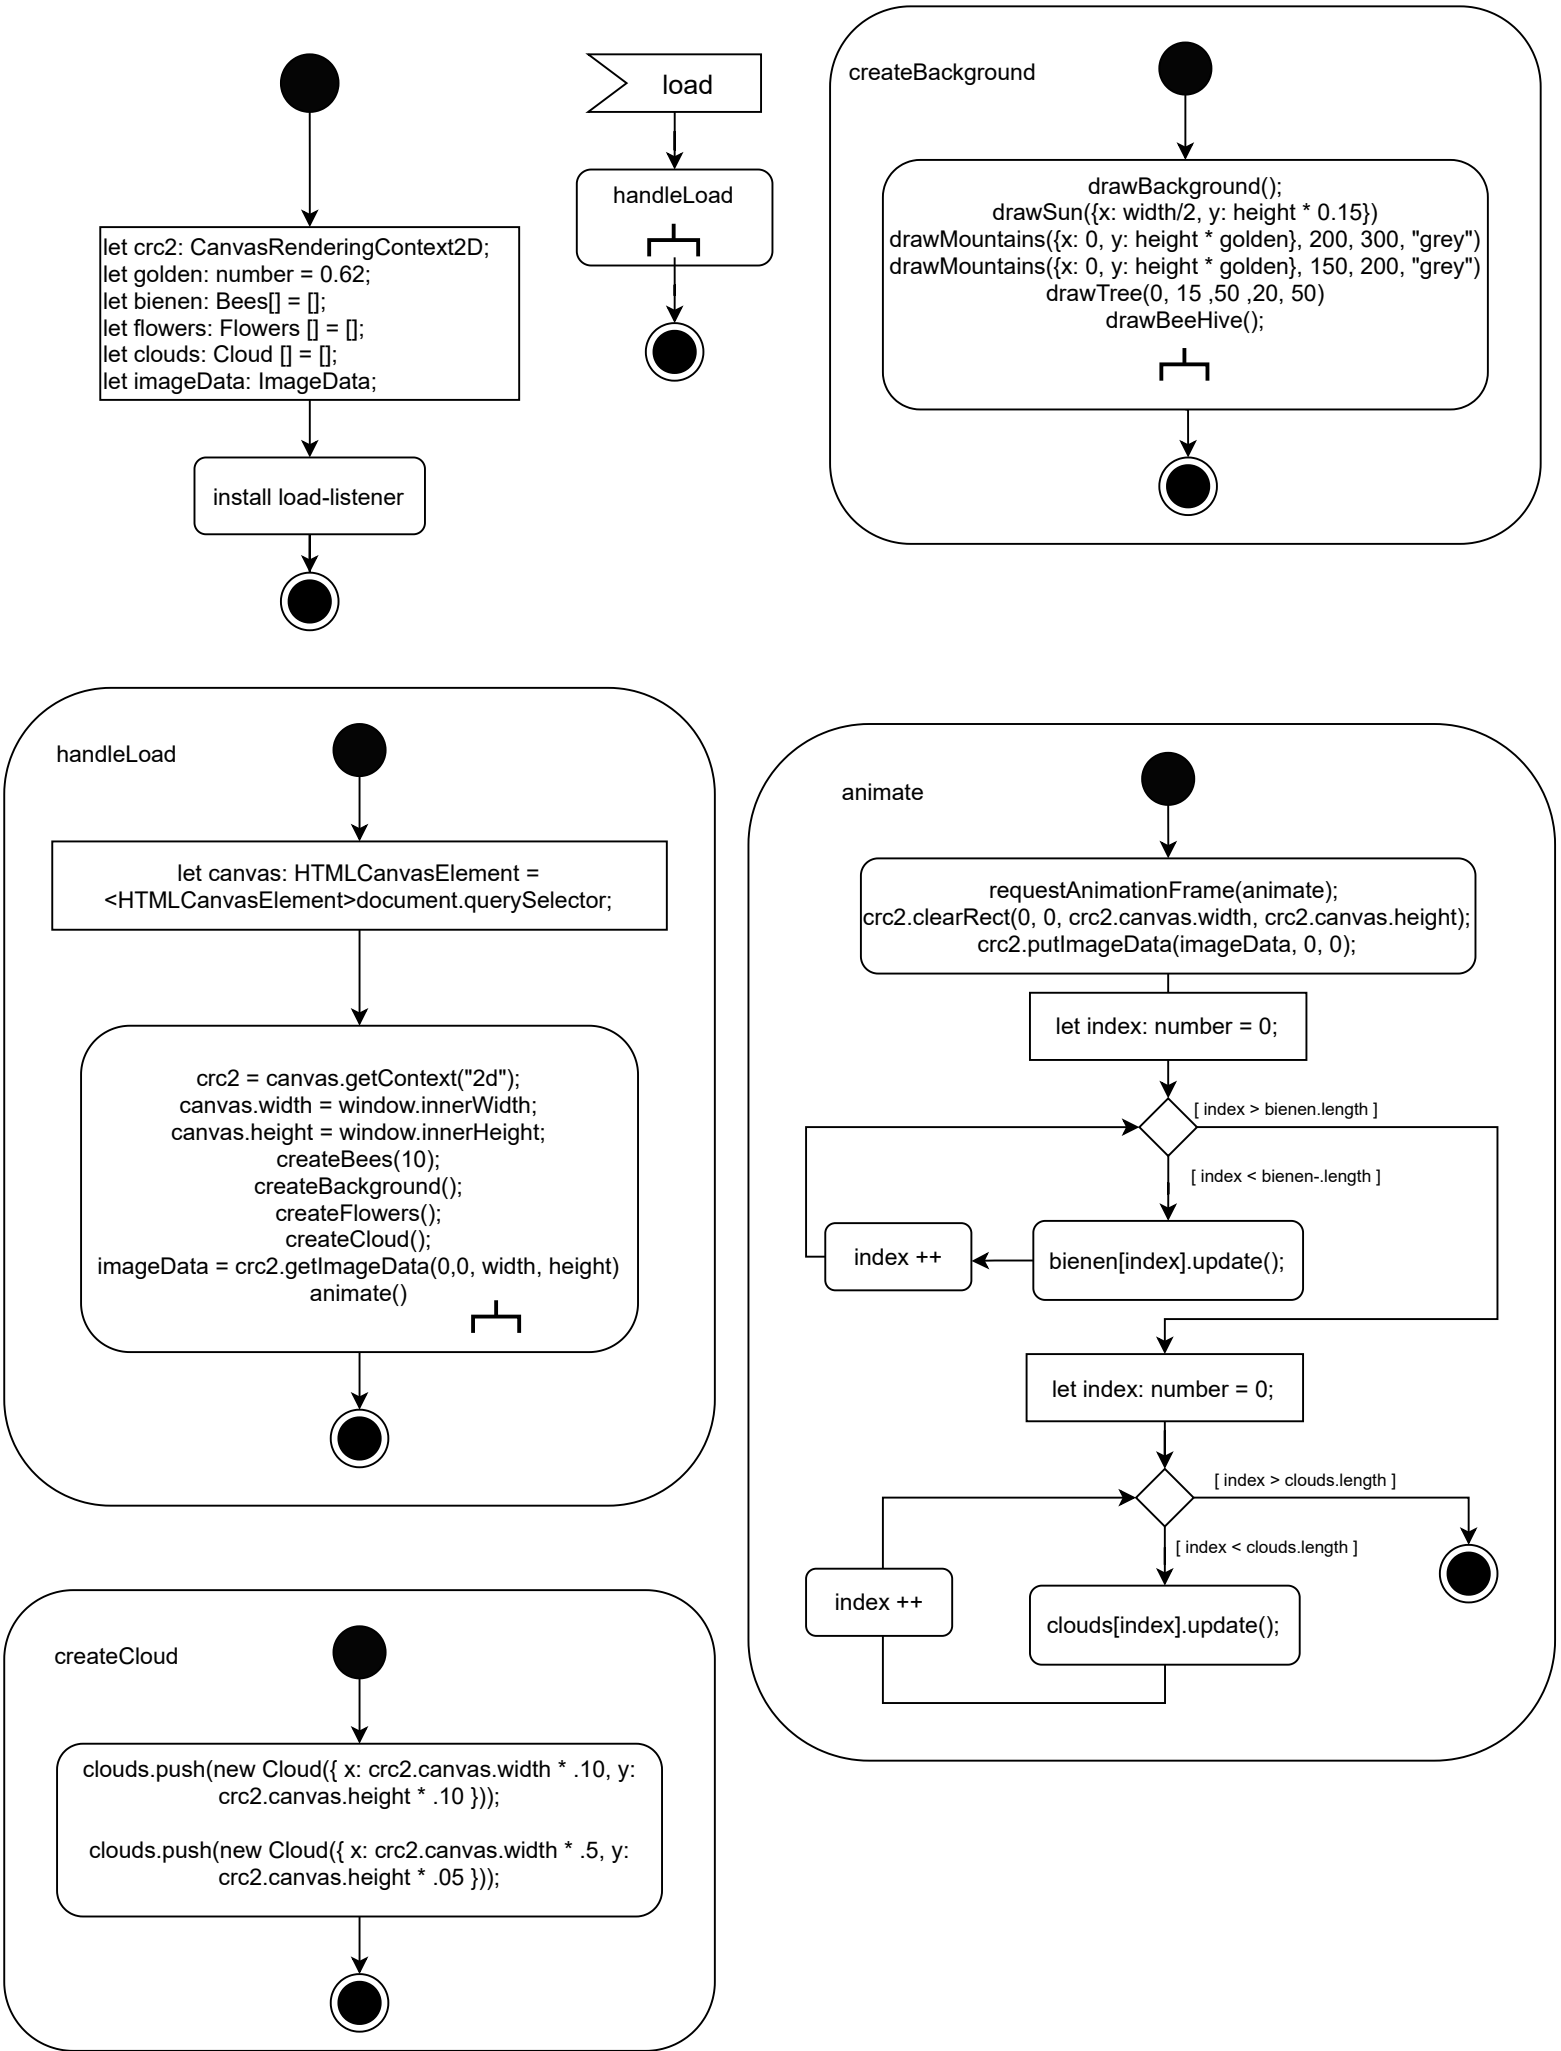 let crc2: CanvasRenderingContext2D;
let golden: number = 0.62;
let bienen: Bees[] = [];
let flowers: Flowers [] = [];
let clouds: Cloud [] = [];
let imageData: ImageData;
install load-listener
load
handleLoad
createBackground
drawBackground();
drawSun({x: width/2, y: height * 0.15})
drawMountains({x: 0, y: height * golden}, 200, 300, "grey")
drawMountains({x: 0, y: height * golden}, 150, 200, "grey")
drawTree(0, 15 ,50 ,20, 50)
drawBeeHive();
handleLoad
let canvas: HTMLCanvasElement =
<HTMLCanvasElement>document.querySelector;
crc2 = canvas.getContext("2d");
canvas.width = window.innerWidth;
canvas.height = window.innerHeight;
createBees(10);
createBackground();
createFlowers();
createCloud();
imageData = crc2.getImageData(0,0, width, height)
animate()
animate
requestAnimationFrame(animate);
crc2.clearRect(0, 0, crc2.canvas.width, crc2.canvas.height);
crc2.putImageData(imageData, 0, 0);
let index: number = 0;
[ index > bienen.length ]
[ index < bienen-.length ]
index ++
bienen[index].update();
let index: number = 0;
[ index > clouds.length ]
[ index < clouds.length ]
index ++
clouds[index].update();
createCloud
clouds.push(new Cloud({ x: crc2.canvas.width * .10, y:
crc2.canvas.height * .10 }));
clouds.push(new Cloud({ x: crc2.canvas.width * .5, y:
crc2.canvas.height * .05 }));